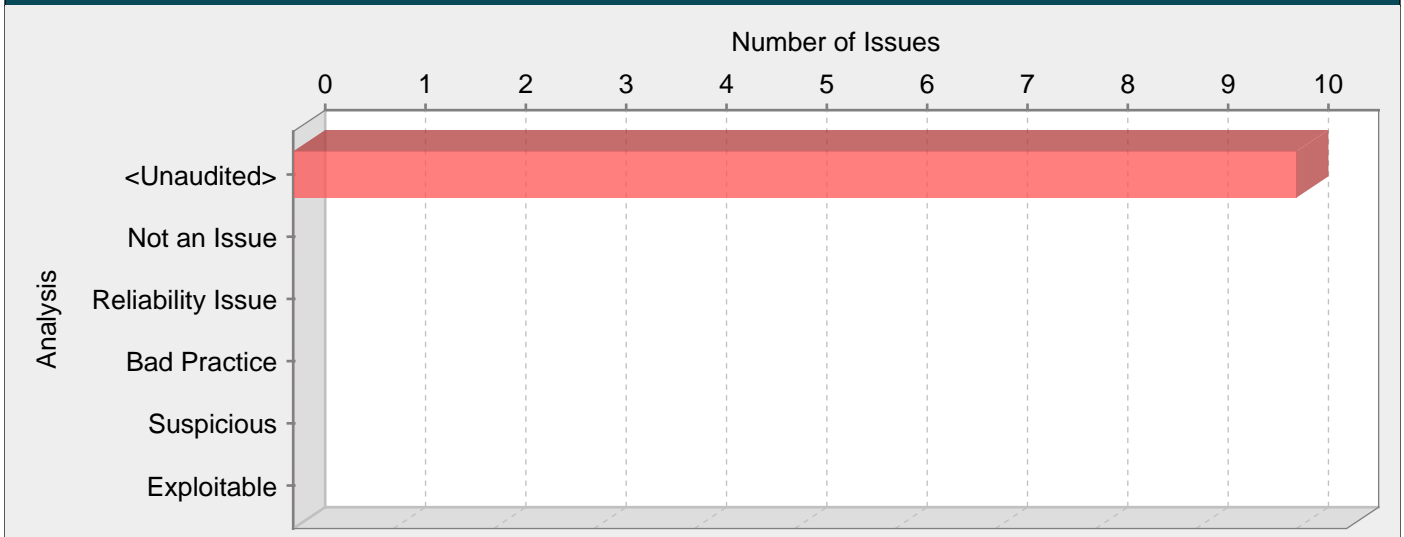 Number of Issues
0 1 2 3 4 5 6 7 8 9 10
<Unaudited>
Not an Issue
Reliability Issue
Bad Practice
Suspicious
Exploitable
Analysis